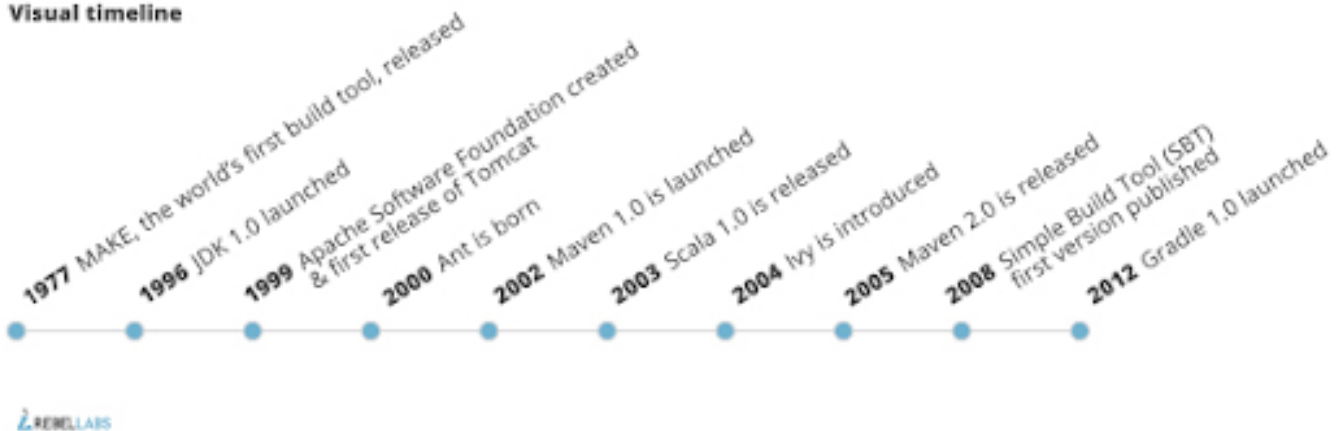 Visual timeline
1977 MAKE, the world's first build tool, released
1996 JDK 1.0 launched
1999 Apache Software Foundation created
& first release of Tomcat
2000 Ant is born
2002 Maven 1.0 is launched
2003 Scala 1.0 is released
2004 Ivy is introduced
2005 Maven 2.0 is released
2008 Simple Build Tool (SBT)
first version published
2012 Gradle 1.0 launched
REBELLABS